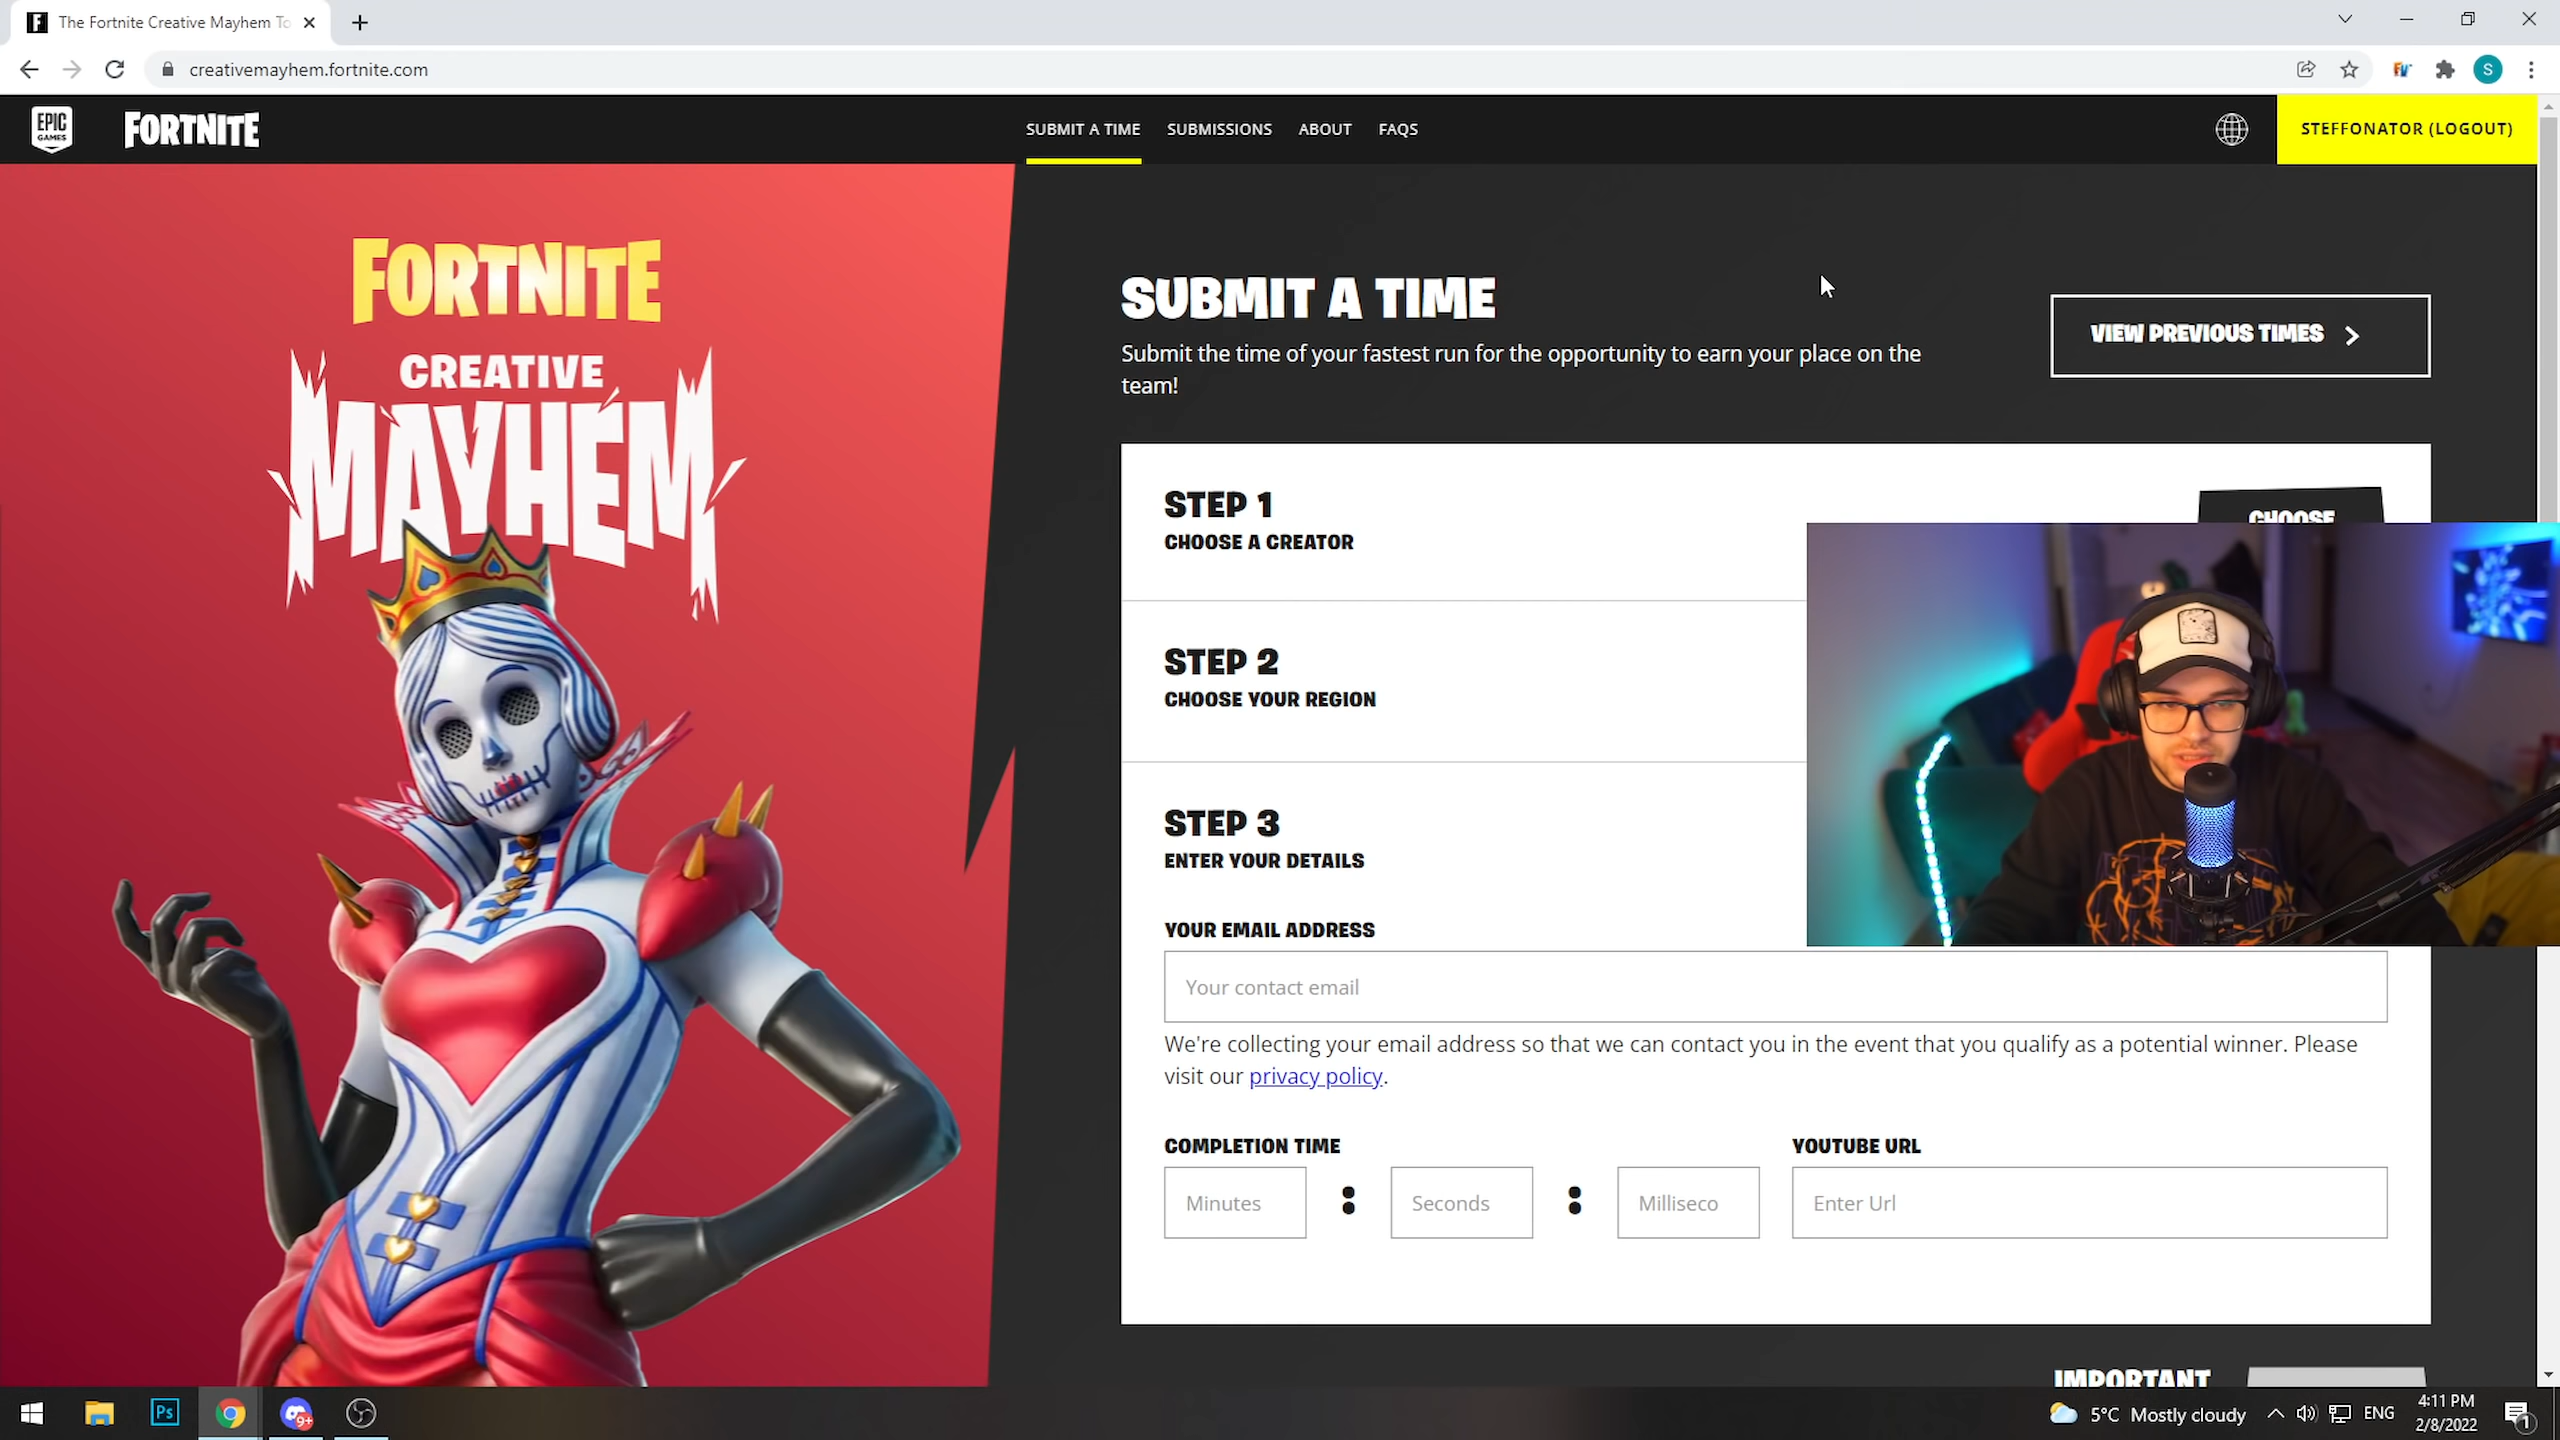 The Fortnite Creative Mayhem To
creativemayhem.fortnite.com
S
EPIC
GAMES
FORTNITE
SUBMIT A TIME
SUBMISSIONS
ABOUT
FAQS
STEFFONATOR (LOGOUT)
FORTNITE
CREATIVE
MAYHEM
SUBMIT A TIME
Submit the time of your fastest run for the opportunity to earn your place on the
team!
VIEW PREVIOUS TIMES
STEP 1
CHOOSE A CREATOR
CHOOSE
STEP 2
CHOOSE YOUR REGION
STEP 3
ENTER YOUR DETAILS
YOUR EMAIL ADDRESS
Your contact email
We're collecting your email address so that we can contact you in the event that you qualify as a potential winner. Please
visit our privacy policy.
COMPLETION TIME
YOUTUBE URL
Minutes : Seconds : Milliseco
Enter Url
IMPORTANT
Ps
9+
5°C Mostly cloudy
ENG
4:11 PM
2/8/2022
1